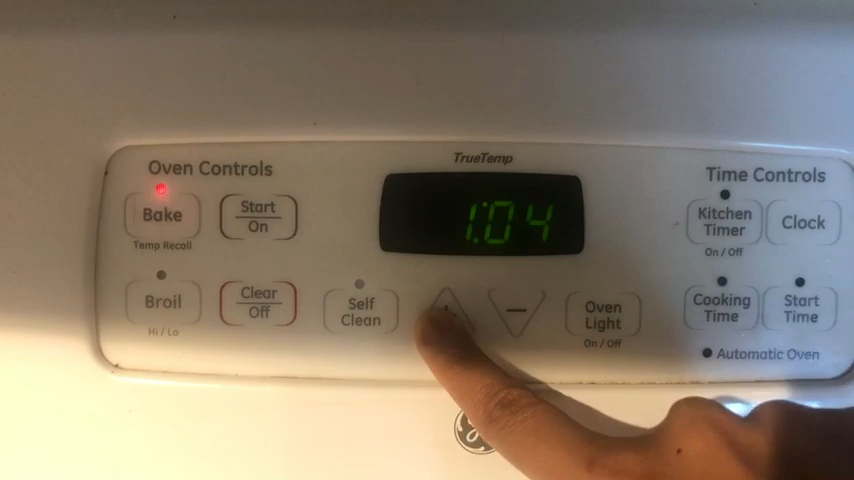 TrueTemp
Oven Controls
Time Controls
Bake
Temp Recall
Start
On
1:04
Kitchen
Timer
On / Off
Clock
Broil
Hi / Lo
Clear
Off
Self
Clean
+
−
Oven
Light
On / Off
Cooking
Time
Start
Time
Automatic Oven